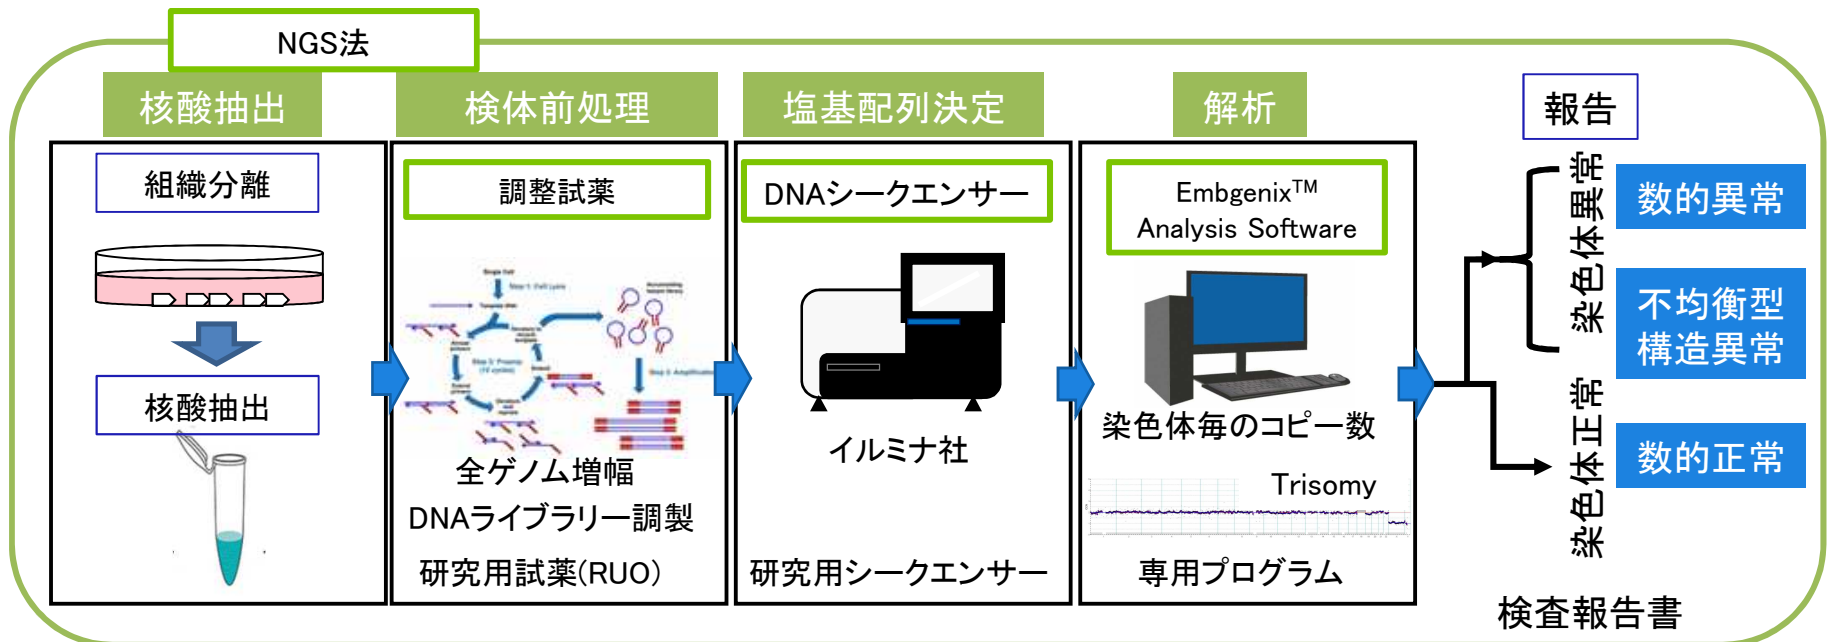 NGS法
核酸抽出
組織分離
核酸抽出
検体前処理
調整試薬
Single Cell
Step 1: Cell Lysis
全ゲノム増幅
DNAライブラリー調製
研究用試薬(RUO)
塩基配列決定
DNAシークエンサー
イルミナ社
研究用シークエンサー
解析
Embgenix™
Analysis Software
染色体毎のコピー数
Trisomy
専用プログラム
報告
染色体異常
数的異常
不均衡型
構造異常
染色体正常
数的正常
検査報告書